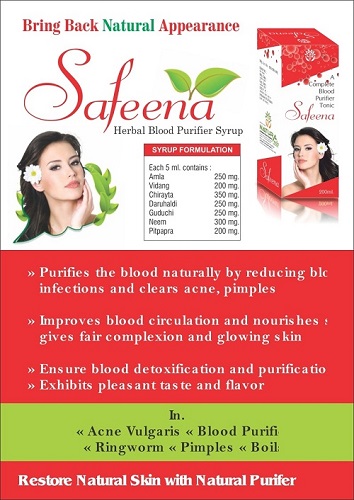 Bring Back Natural Appearance
Safeena
Herbal Blood Purifier Syrup
SYRUP FORMULATION
Each 5 ml. contains :
Amla 250 mg.
Vidang 200 mg.
Chirayta 350 mg.
Daruhaldi 250 mg.
Guduchi 250 mg.
Neem 300 mg.
Pitpapra 200 mg.
A
Complete
Blood
Purifier
Tonic
Safeena
200ml
» Purifies the blood naturally by reducing blo
infections and clears acne, pimples
» Improves blood circulation and nourishes s
gives fair complexion and glowing skin
» Ensure blood detoxification and purificatio
» Exhibits pleasant taste and flavor
In.
« Acne Vulgaris « Blood Purifi
« Ringworm « Pimples « Boil
Restore Natural Skin with Natural Purifer